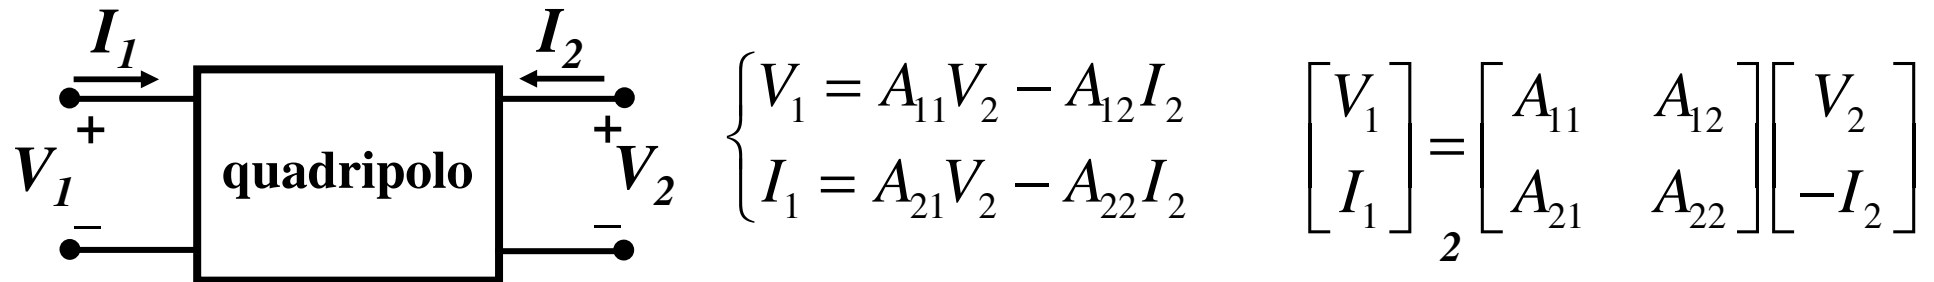 I1 I2
+ +
V1 quadripolo V2
− −
V1 = A11V2 − A12I2
I1 = A21V2 − A22I2
[V1 I1] = [A11 A12 A21 A22] [V2 −I2]
2